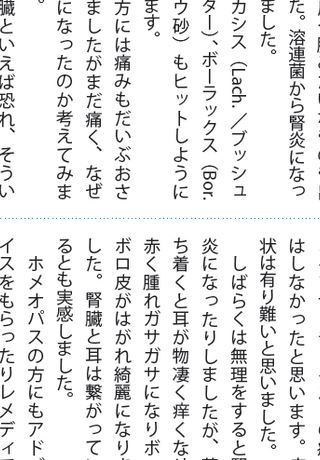 た。溶連菌から腎炎になっ
ました。
カシス（Lach.／ブッシュ
ター）、ボーラックス（Bor.
ウ砂）もヒットしように
ます。
方には痛みもだいぶおさ
ましたがまだ痛く、なぜ
になったのか考えてみま
。
臓といえば恐れ、そうい
はしなかったと思います。
状は有り難いと思いました。
しばらくは無理をすると
炎になったりしましたが、
ち着くと耳が物凄く痒くな
赤く腫れガサガサになりボ
ボロ皮がはがれ綺麗になり
した。腎臓と耳は繋がって
るとも実感しました。
ホメオパスの方にもアド
イスをもらったりレメディ